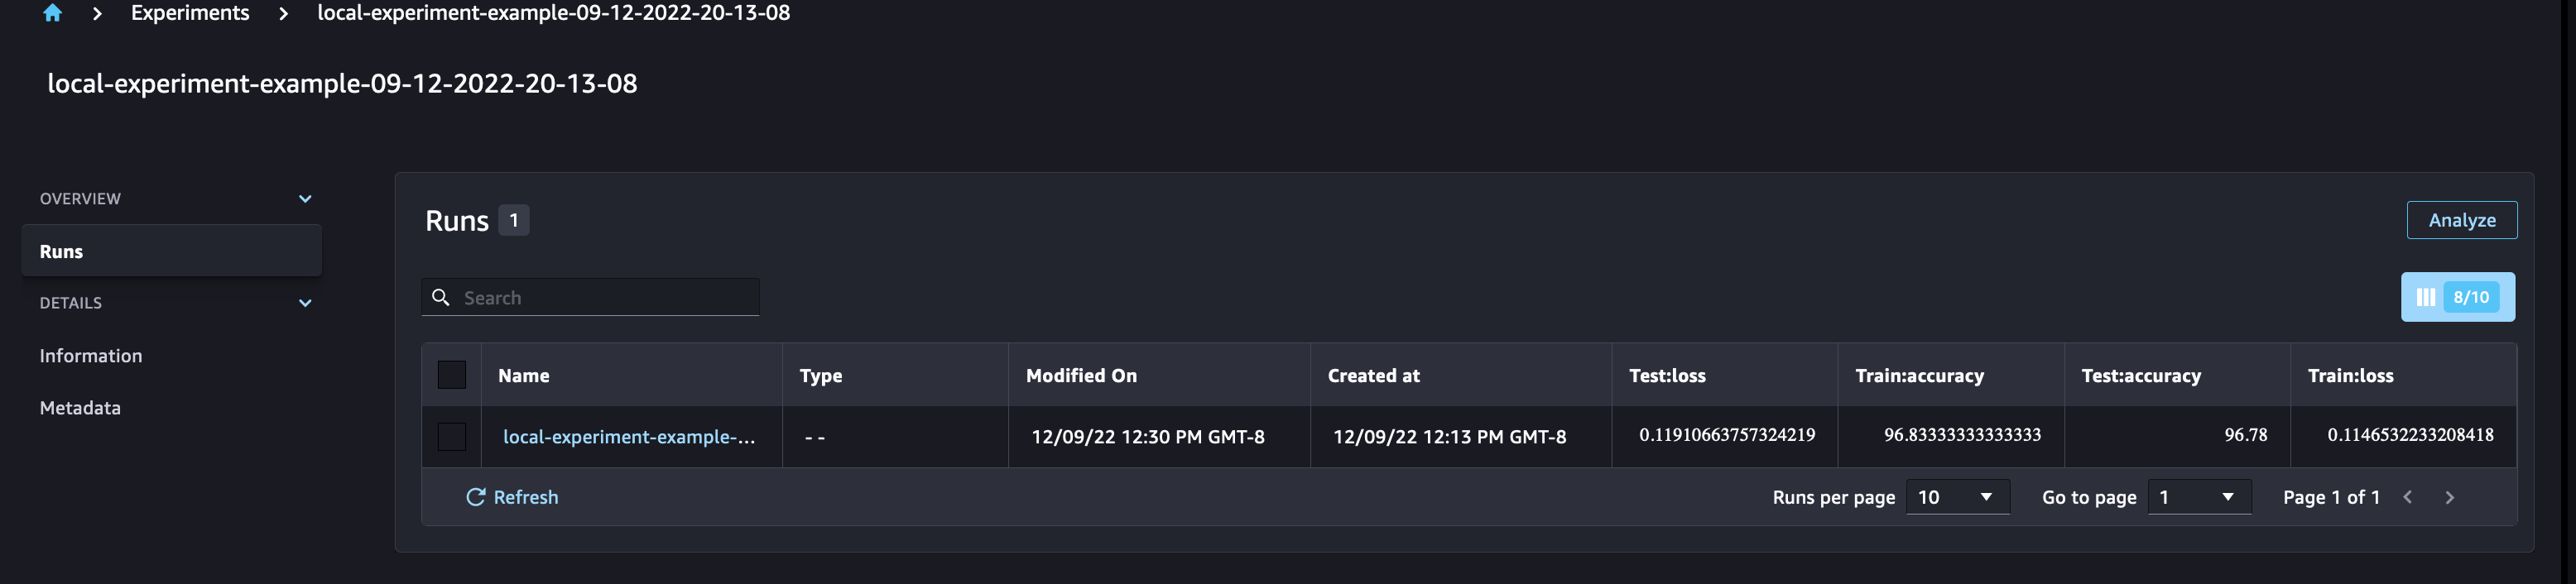 Experiments > local-experiment-example-09-12-2022-20-13-08
local-experiment-example-09-12-2022-20-13-08
OVERVIEW
Runs
DETAILS
Information
Metadata
Runs 1
Analyze
Search
8/10
Name Type Modified On Created at Test:loss Train:accuracy Test:accuracy Train:loss
local-experiment-example-... -- 12/09/22 12:30 PM GMT-8 12/09/22 12:13 PM GMT-8 0.11910663757324219 96.83333333333333 96.78 0.1146532233208418
Refresh Runs per page 10 Go to page 1 Page 1 of 1